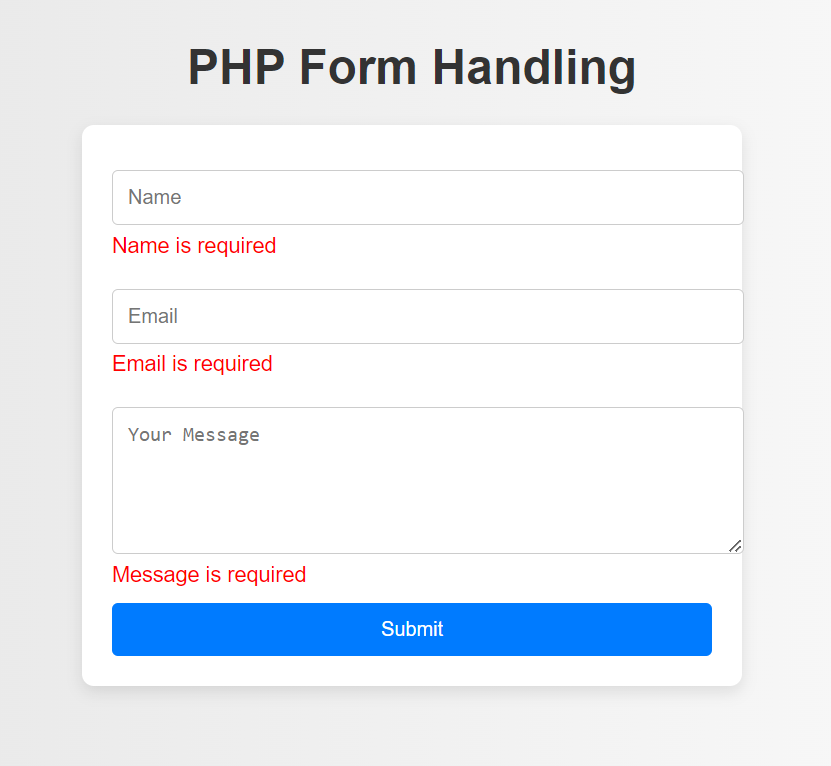 PHP Form Handling
Name
Name is required
Email
Email is required
Your Message
Message is required
Submit